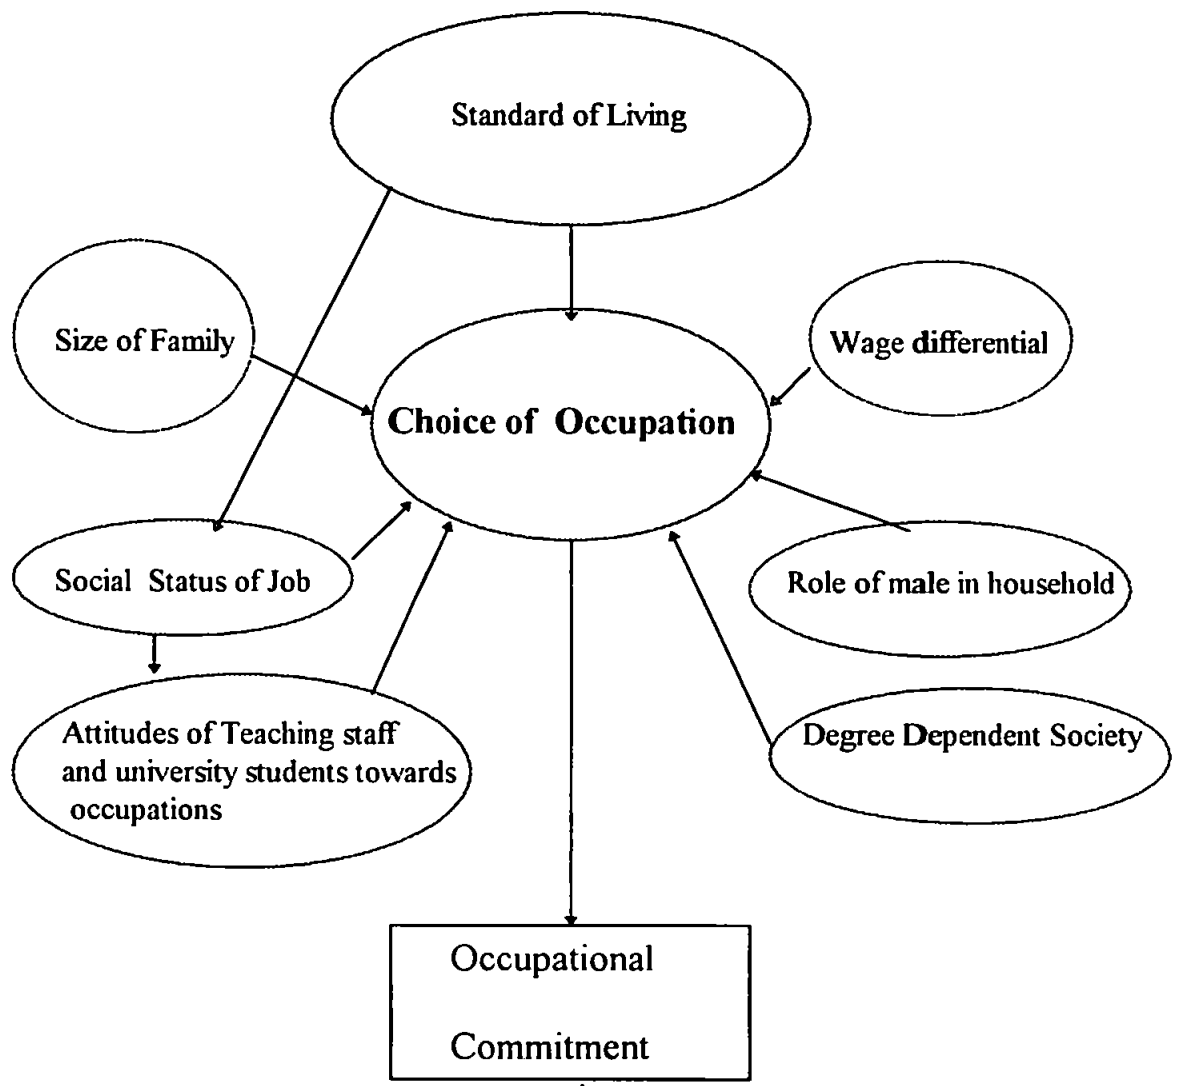 Standard of Living
Size of Family
Wage differential
Choice of Occupation
Social Status of Job
Role of male in household
Attitudes of Teaching staff
and university students towards
occupations
Degree Dependent Society
Occupational
Commitment